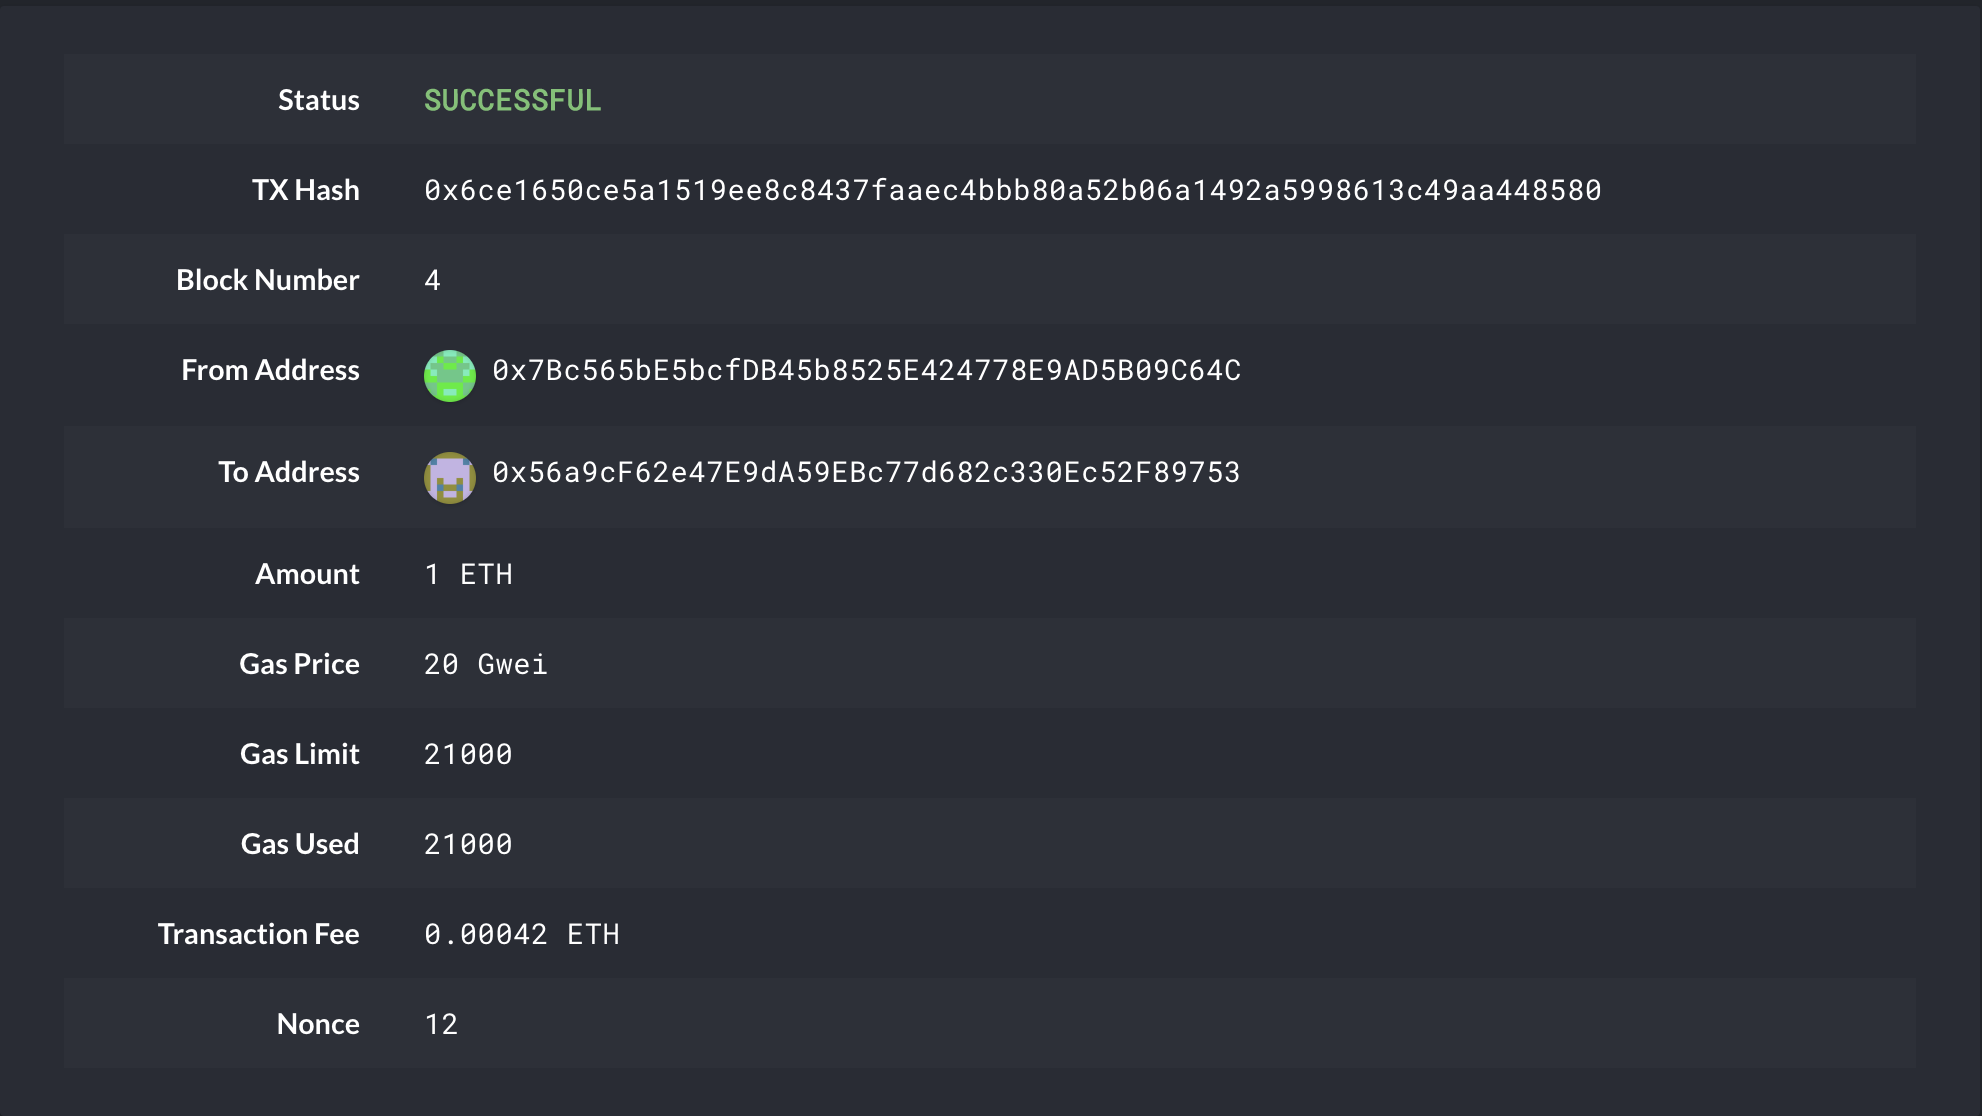 Status SUCCESSFUL
TX Hash 0x6ce1650ce5a1519ee8c8437faaec4bbb80a52b06a1492a5998613c49aa448580
Block Number 4
From Address 0x7Bc565bE5bcfDB45b8525E424778E9AD5B09C64C
To Address 0x56a9cF62e47E9dA59EBc77d682c330Ec52F89753
Amount 1 ETH
Gas Price 20 Gwei
Gas Limit 21000
Gas Used 21000
Transaction Fee 0.00042 ETH
Nonce 12